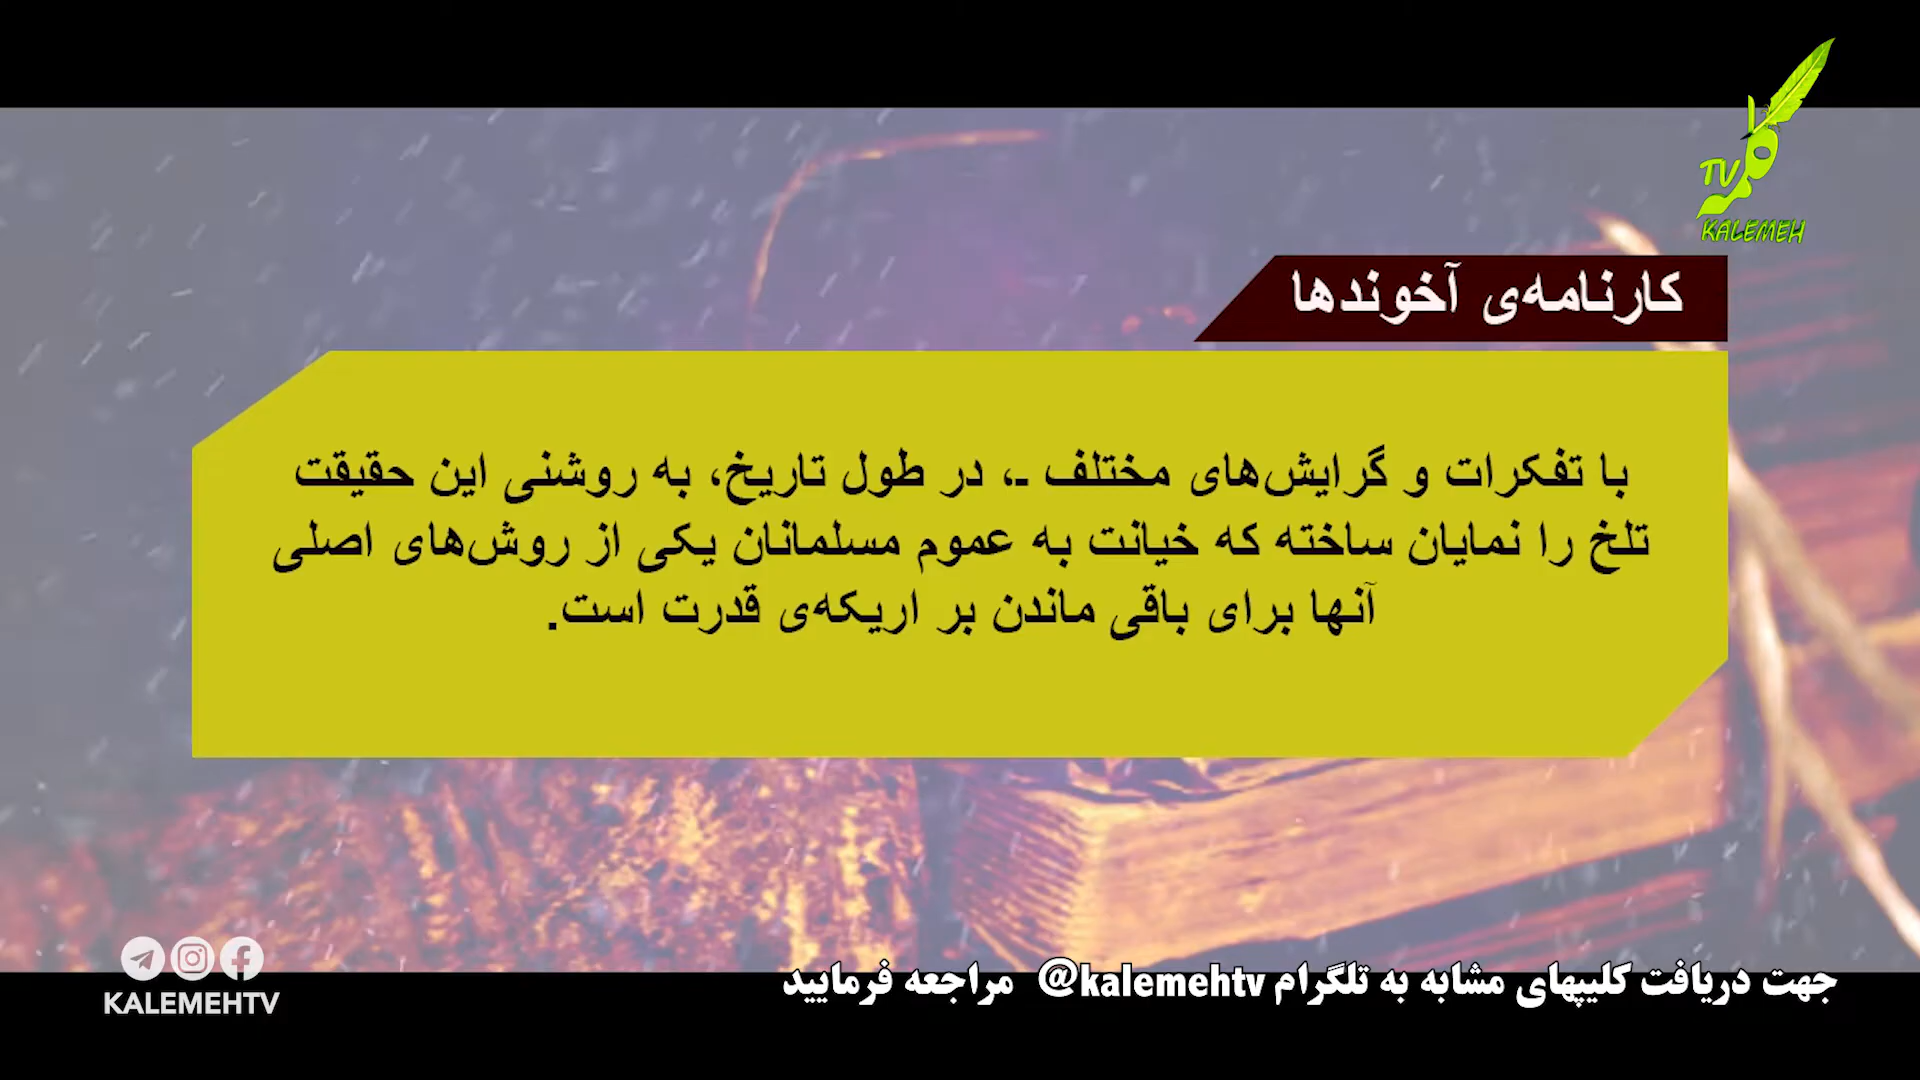 کلمه
TV
KALEMEH
کارنامه‌ی آخوندها
با تفکرات و گرایش‌های مختلف ـ، در طول تاریخ، به روشنی این حقیقت
تلخ را نمایان ساخته که خیانت به عموم مسلمانان یکی از روش‌های اصلی
آنها برای باقی ماندن بر اریکه‌ی قدرت است.
جهت دریافت کلیپهای مشابه به تلگرام @kalemehtv مراجعه فرمایید
KALEMEHTV